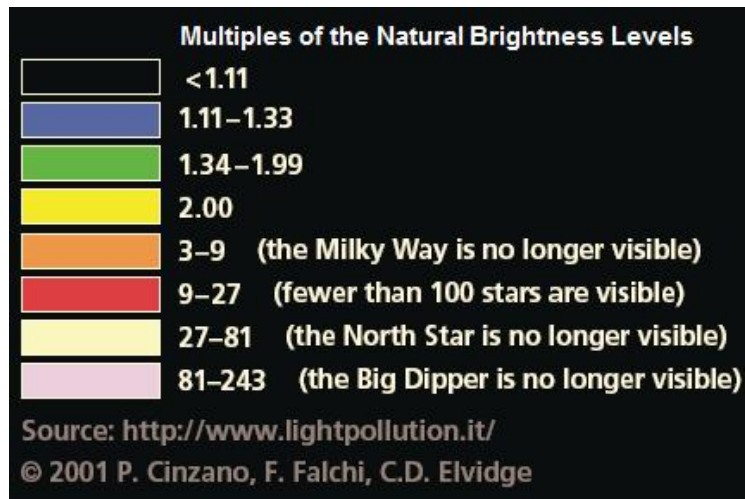 Multiples of the Natural Brightness Levels
<1.11
1.11–1.33
1.34–1.99
2.00
3–9 (the Milky Way is no longer visible)
9–27 (fewer than 100 stars are visible)
27–81 (the North Star is no longer visible)
81–243 (the Big Dipper is no longer visible)
Source: http://www.lightpollution.it/
© 2001 P. Cinzano, F. Falchi, C.D. Elvidge